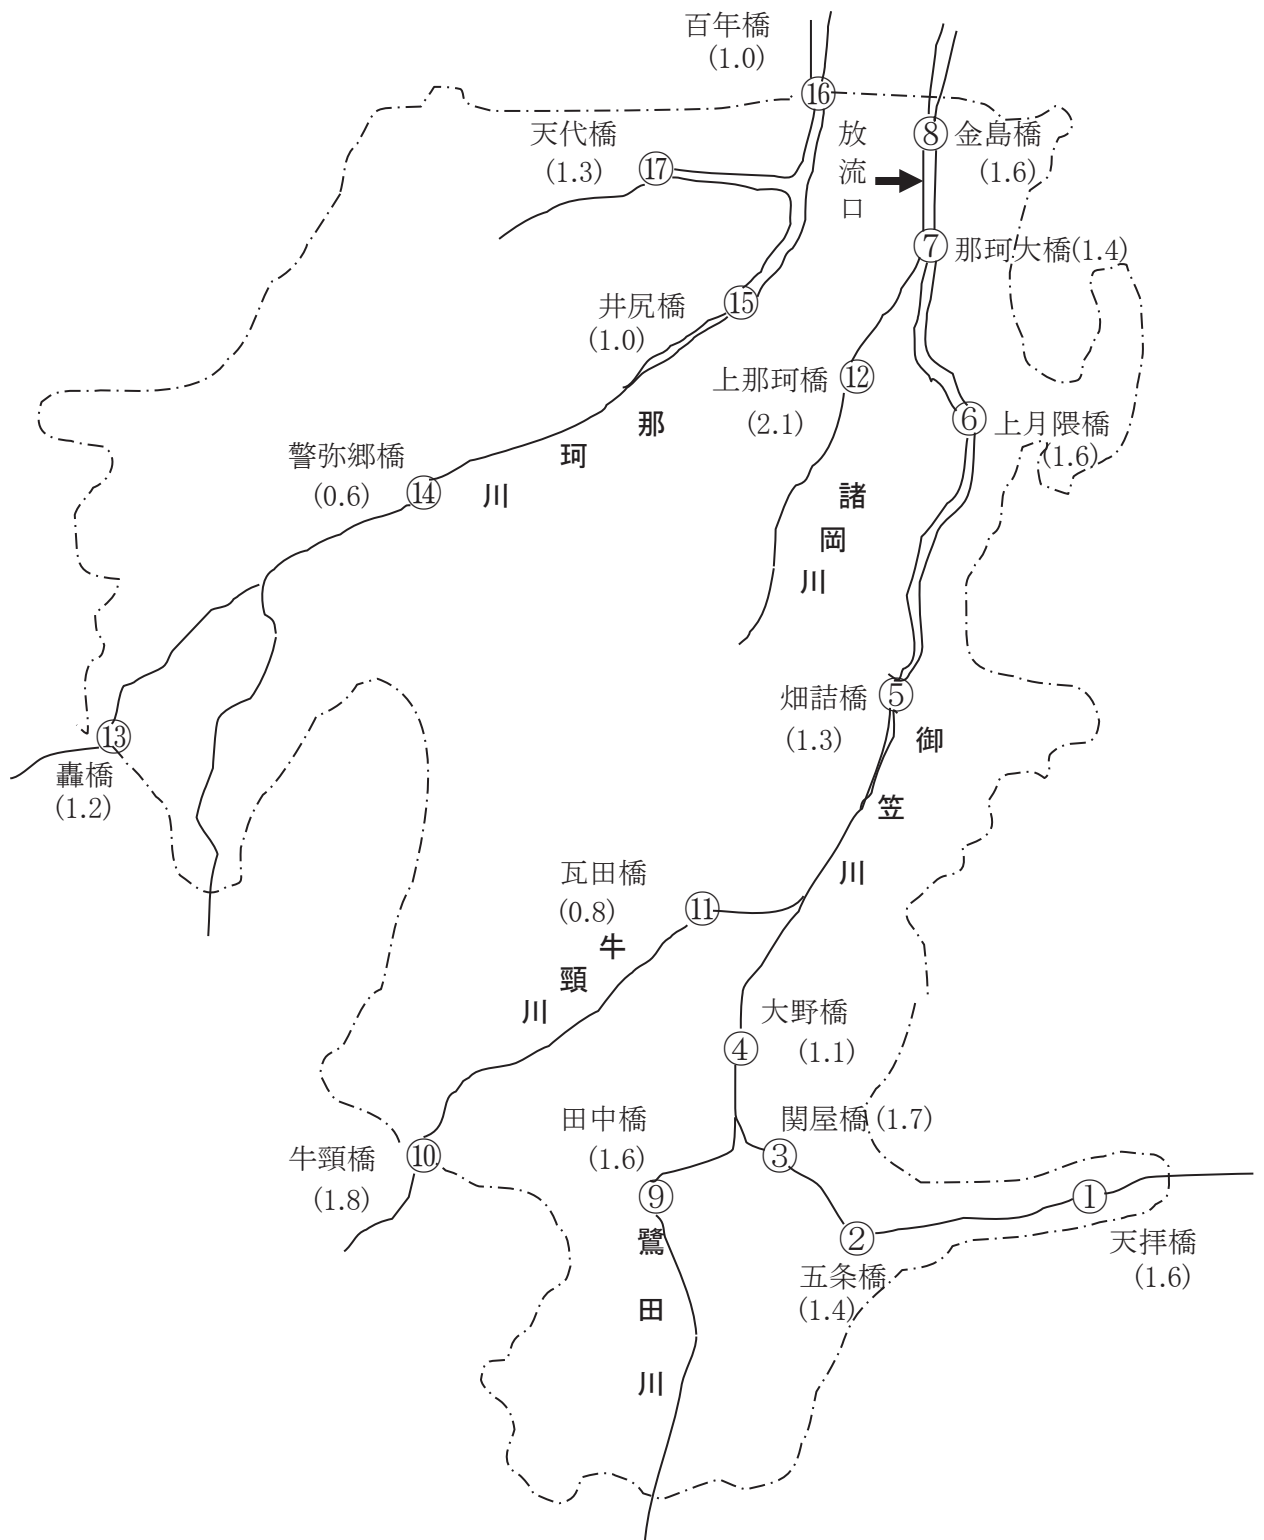 百年橋
(1.0)
⑯
天代橋
(1.3)
⑰
放流口
⑧
金島橋
(1.6)
⑦
那珂大橋(1.4)
井尻橋
(1.0)
⑮
上那珂橋
(2.1)
⑫
⑥
上月隈橋
(1.6)
警弥郷橋
(0.6)
⑭
那珂川
諸岡川
畑詰橋
(1.3)
⑤
御笠川
⑬
轟橋
(1.2)
瓦田橋
(0.8)
⑪
牛頸川
大野橋
(1.1)
④
田中橋
(1.6)
⑨
関屋橋(1.7)
③
牛頸橋
(1.8)
⑩
鷺田川
②
五条橋
(1.4)
①
天拝橋
(1.6)